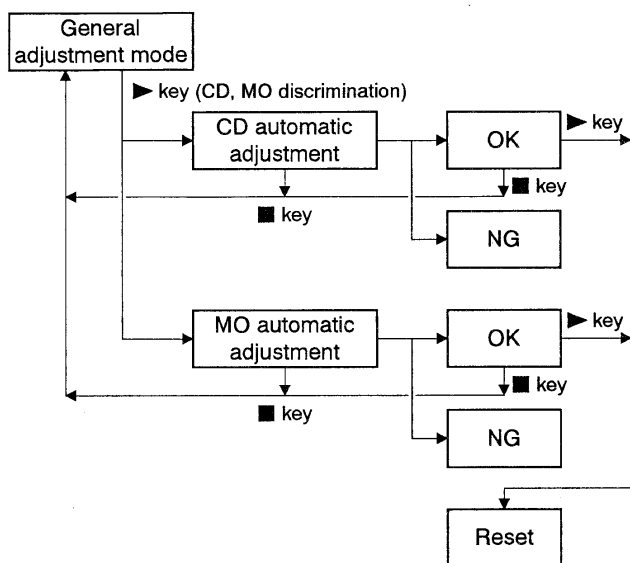 General
adjustment mode
▶ key (CD, MO discrimination)
CD automatic
adjustment
OK
▶ key
■ key
■ key
NG
MO automatic
adjustment
OK
▶ key
■ key
■ key
NG
Reset